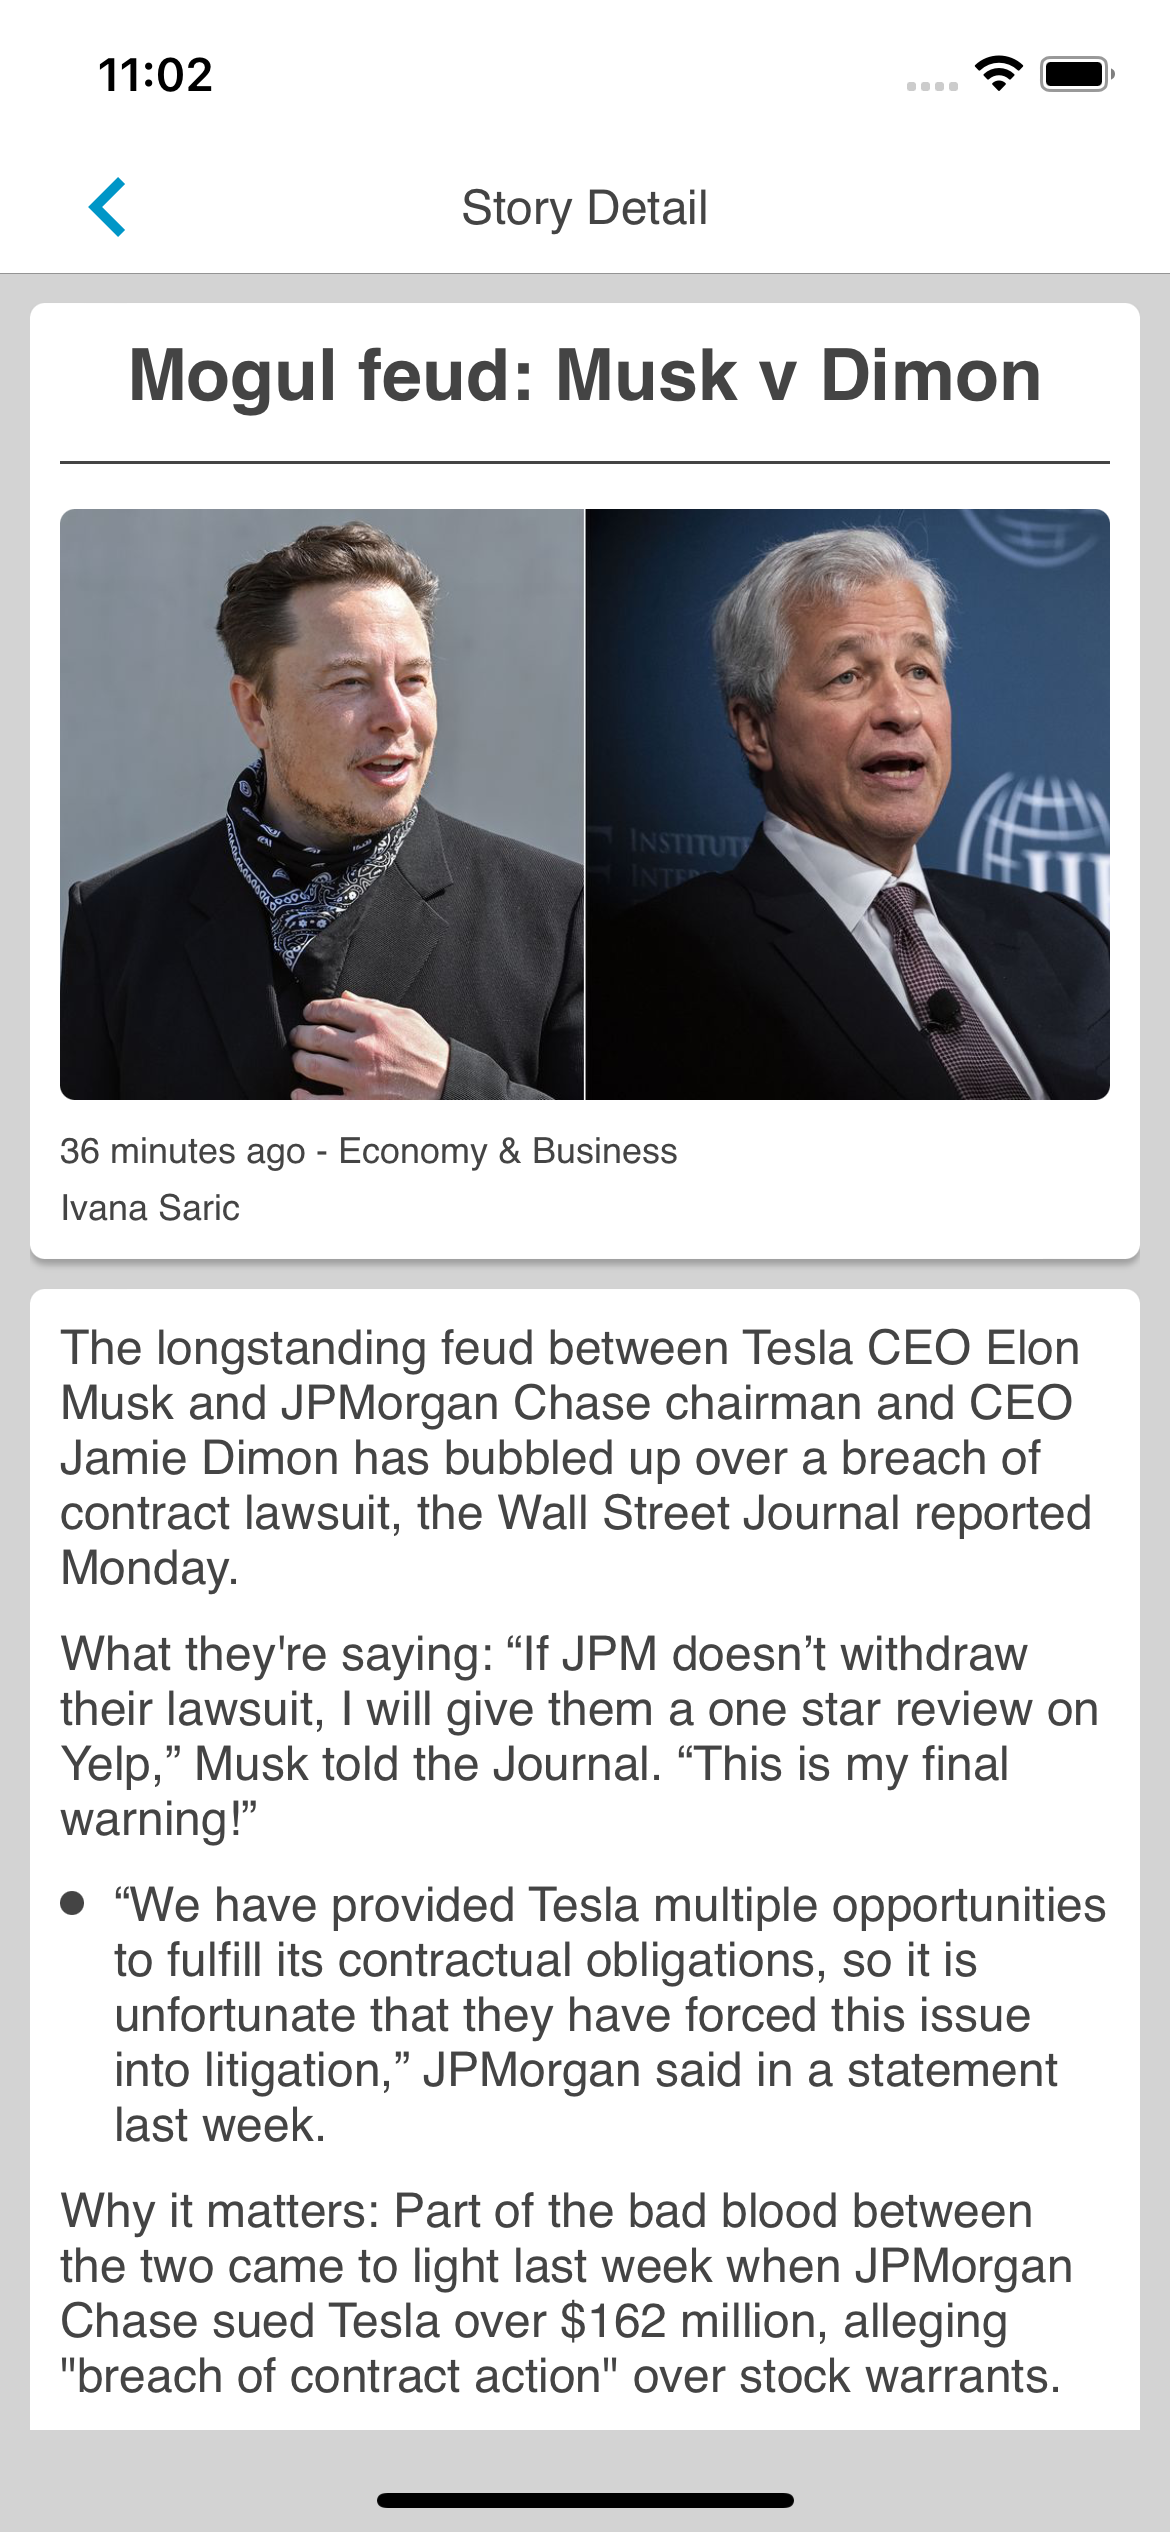 11:02
Story Detail
Mogul feud: Musk v Dimon
INSTITUTE
INTER
36 minutes ago - Economy & Business
Ivana Saric
The longstanding feud between Tesla CEO Elon
Musk and JPMorgan Chase chairman and CEO
Jamie Dimon has bubbled up over a breach of
contract lawsuit, the Wall Street Journal reported
Monday.
What they're saying: “If JPM doesn’t withdraw
their lawsuit, I will give them a one star review on
Yelp,” Musk told the Journal. “This is my final
warning!”
● “We have provided Tesla multiple opportunities
to fulfill its contractual obligations, so it is
unfortunate that they have forced this issue
into litigation,” JPMorgan said in a statement
last week.
Why it matters: Part of the bad blood between
the two came to light last week when JPMorgan
Chase sued Tesla over $162 million, alleging
"breach of contract action" over stock warrants.